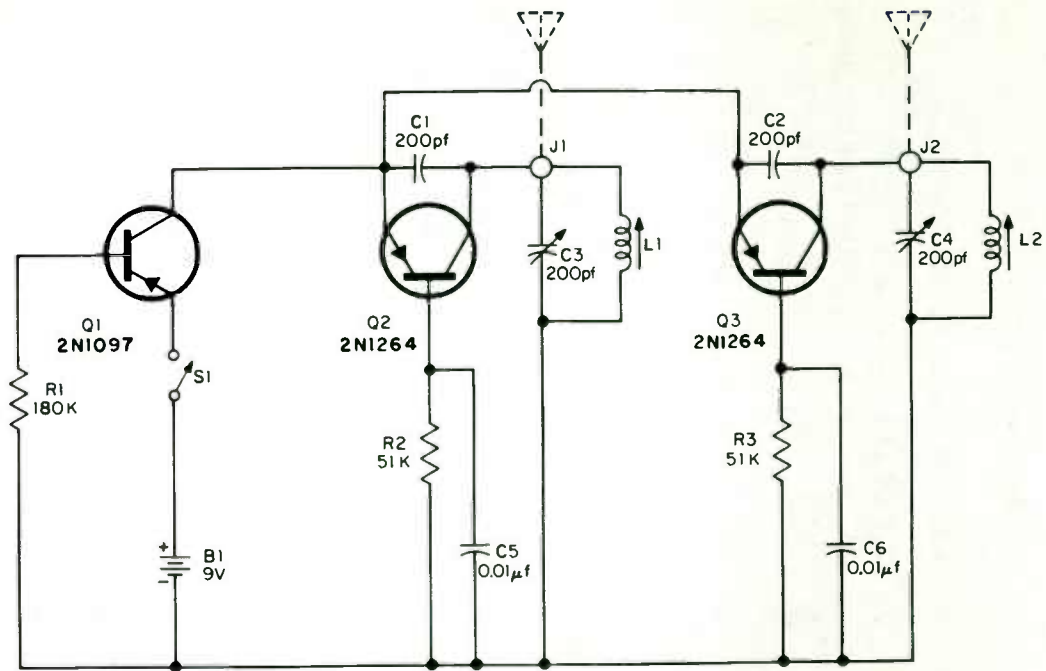 C1
200pf
J1
C2
200pf
J2
C3
200pf
L1
C4
200pf
L2
Q1
2N1097
Q2
2N1264
Q3
2N1264
S1
R1
180K
R2
51K
R3
51K
+
B1
9V
-
C5
0.01µf
C6
0.01µf